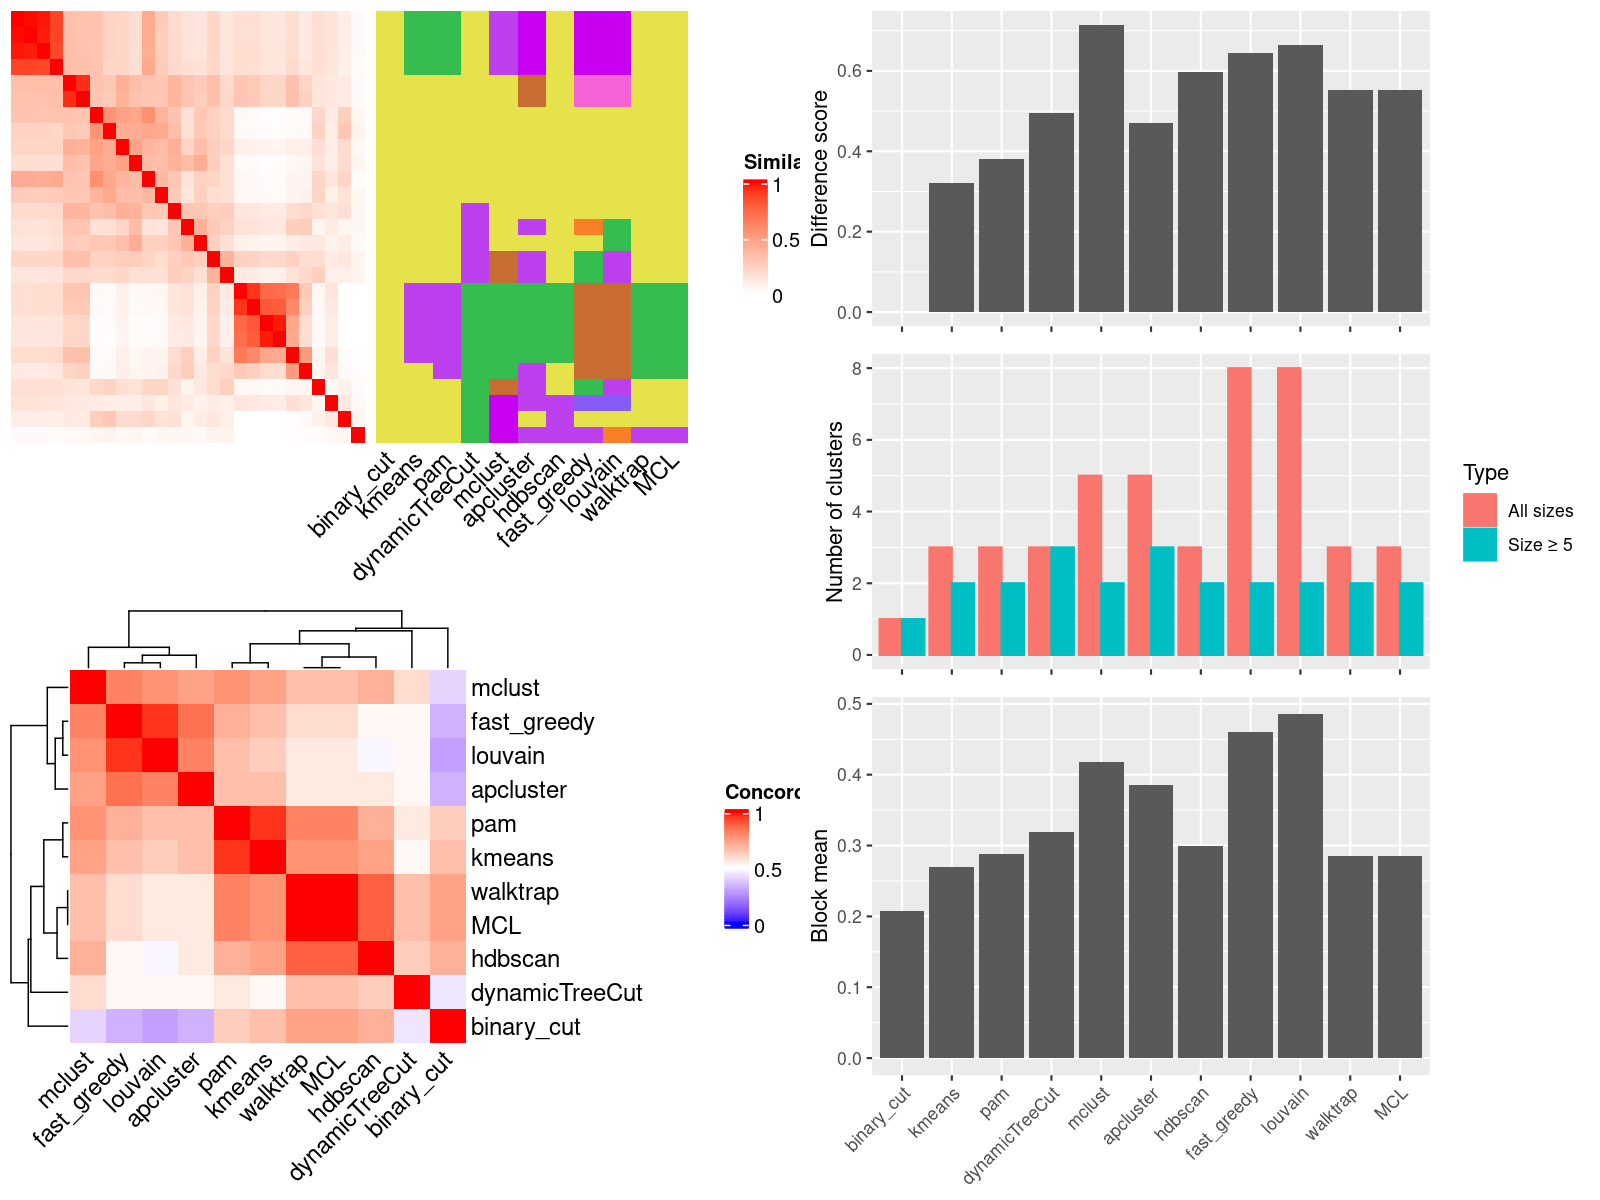 Simila
1
0.5
0
binary_cut
kmeans
pam
dynamicTreeCut
mclust
apcluster
hdbscan
fast_greedy
louvain
walktrap
MCL
mclust
fast_greedy
louvain
apcluster
pam
kmeans
walktrap
MCL
hdbscan
dynamicTreeCut
binary_cut
mclust
fast_greedy
louvain
apcluster
pam
kmeans
walktrap
MCL
hdbscan
dynamicTreeCut
binary_cut
Concord
1
0.5
0
Difference score
0.6
0.4
0.2
0.0
Number of clusters
8
6
4
2
0
Type
All sizes
Size ≥ 5
Block mean
0.5
0.4
0.3
0.2
0.1
0.0
binary_cut
kmeans
pam
dynamicTreeCut
mclust
apcluster
hdbscan
fast_greedy
louvain
walktrap
MCL